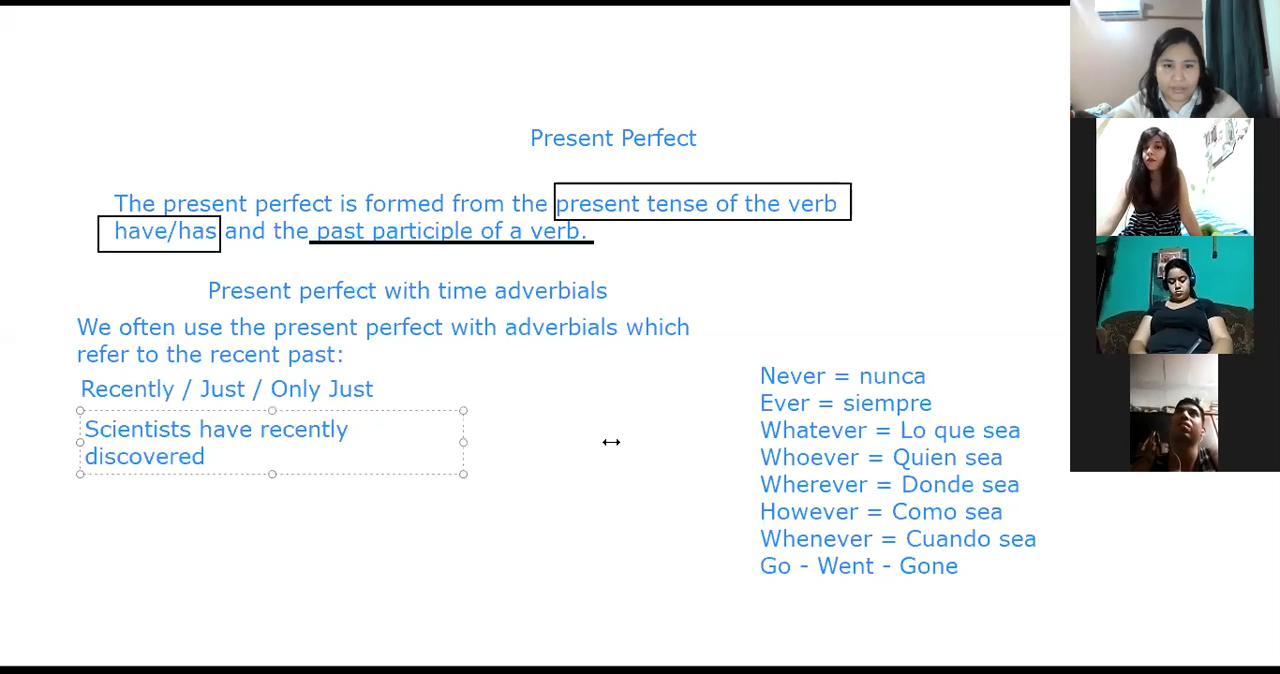 Present Perfect
The present perfect is formed from the present tense of the verb
have/has and the past participle of a verb.
Present perfect with time adverbials
We often use the present perfect with adverbials which
refer to the recent past:
Recently / Just / Only Just
Scientists have recently
discovered
Never = nunca
Ever = siempre
Whatever = Lo que sea
Whoever = Quien sea
Wherever = Donde sea
However = Como sea
Whenever = Cuando sea
Go - Went - Gone